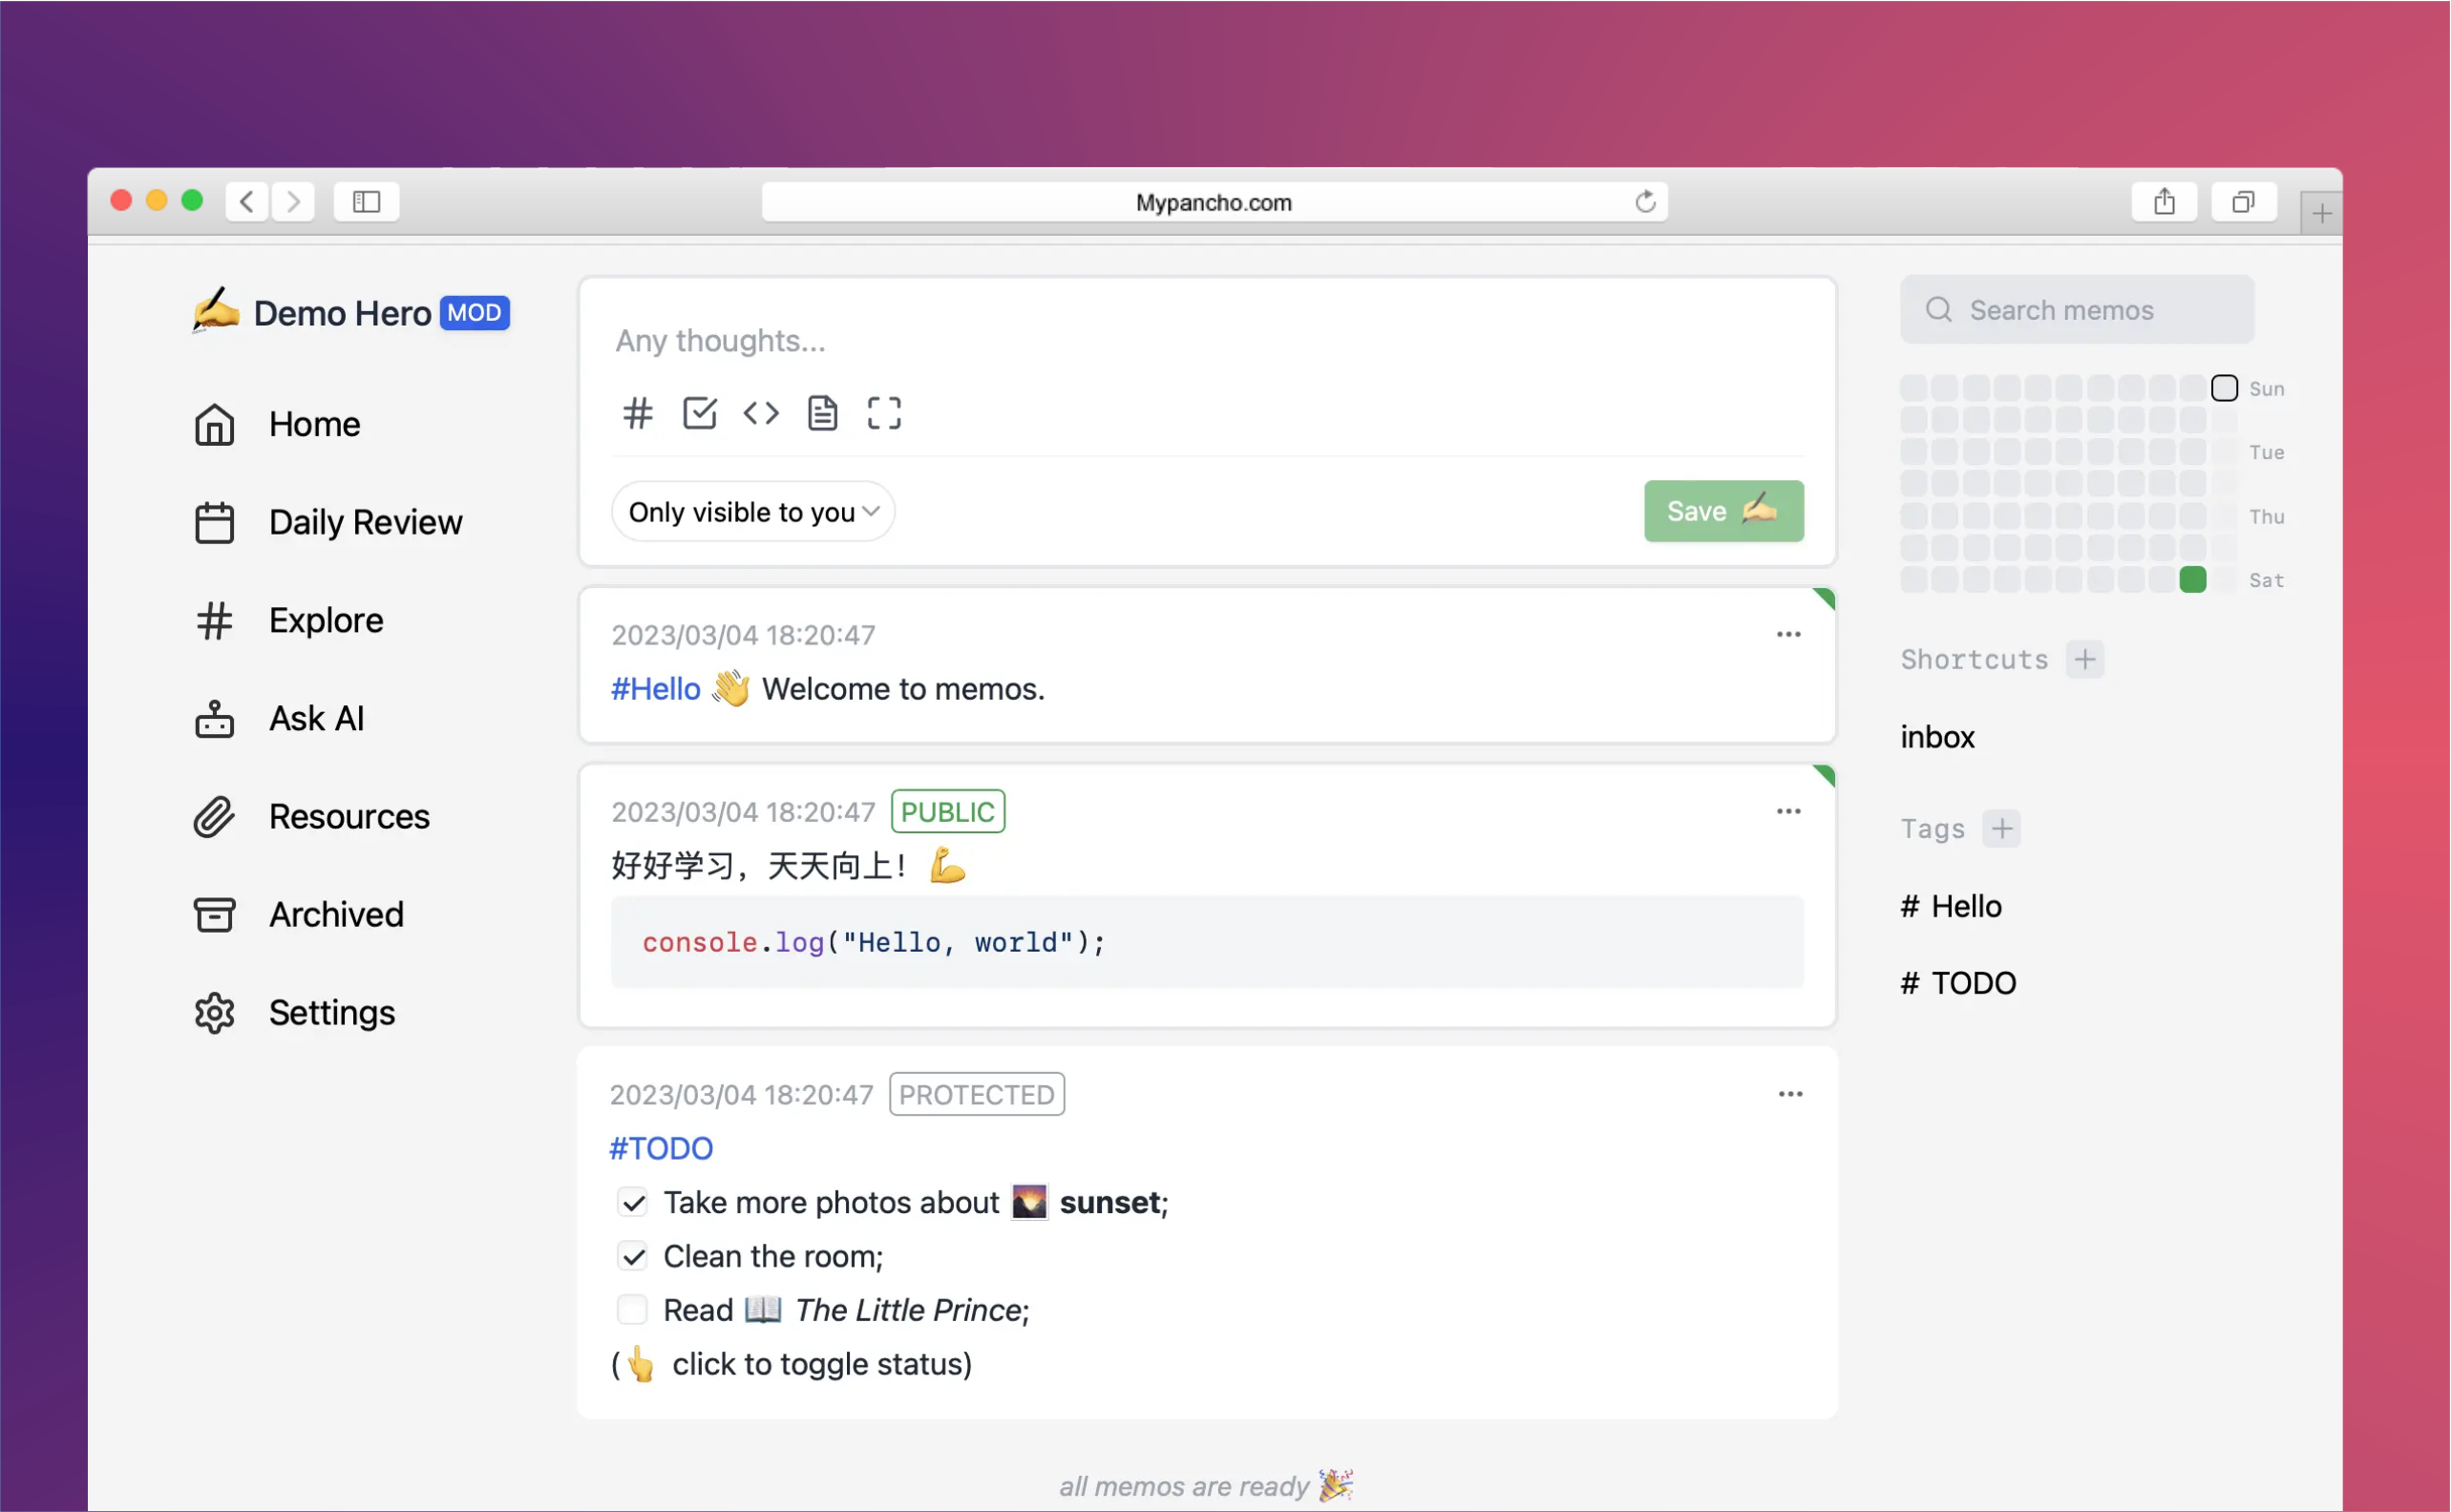 Mypancho.com
✍️ Demo Hero MOD
Home
Daily Review
Explore
Ask AI
Resources
Archived
Settings
Any thoughts...
Only visible to you
Save ✍️
2023/03/04 18:20:47
#Hello 👋 Welcome to memos.
2023/03/04 18:20:47 PUBLIC
好好学习，天天向上！ 💪
console.log("Hello, world");
2023/03/04 18:20:47 PROTECTED
#TODO
Take more photos about 🌄 sunset;
Clean the room;
Read 📖 The Little Prince;
(👆 click to toggle status)
all memos are ready 🎉
Search memos
Sun
Tue
Thu
Sat
Shortcuts +
inbox
Tags +
# Hello
# TODO